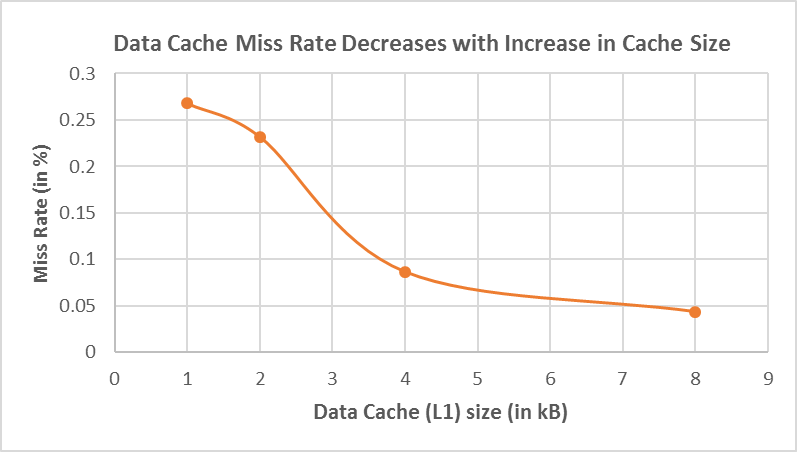 Data Cache Miss Rate Decreases with Increase in Cache Size
0.3
0.25
0.2
0.15
0.1
0.05
0
Miss Rate (in %)
0 1 2 3 4 5 6 7 8 9
Data Cache (L1) size (in kB)